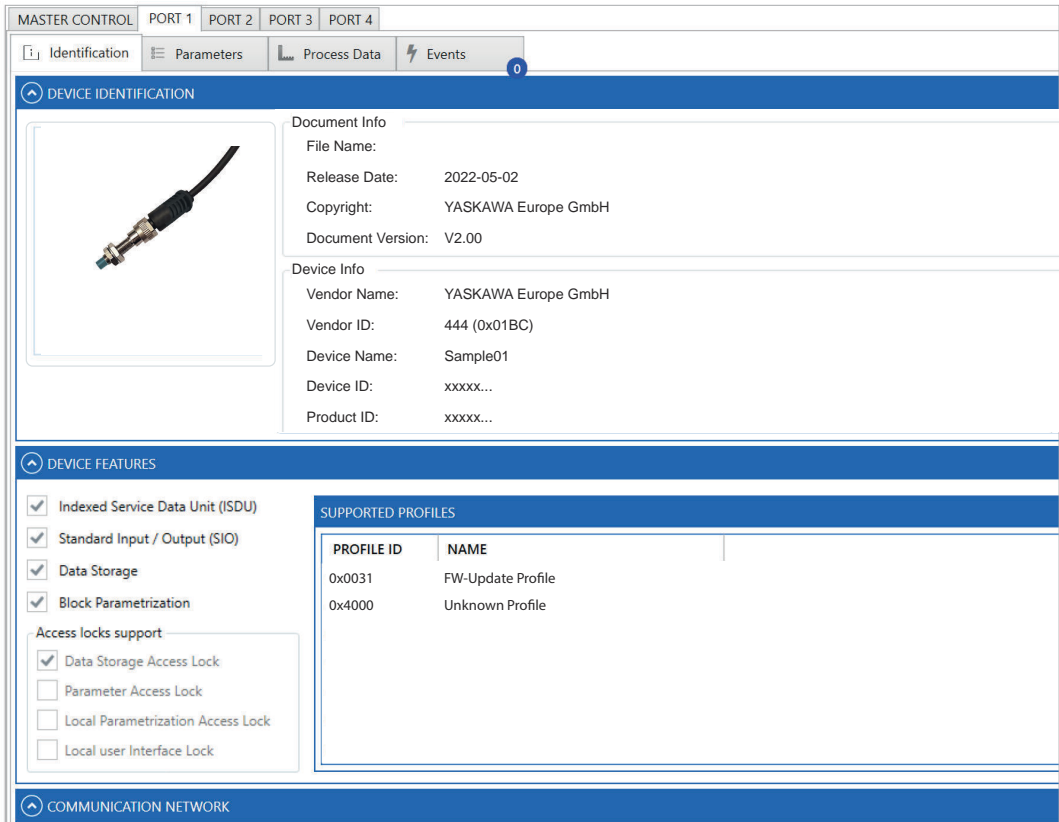 MASTER CONTROL PORT 1 PORT 2 PORT 3 PORT 4
Identification Parameters Process Data Events 0
DEVICE IDENTIFICATION
Document Info
File Name:
Release Date: 2022-05-02
Copyright: YASKAWA Europe GmbH
Document Version: V2.00
Device Info
Vendor Name: YASKAWA Europe GmbH
Vendor ID: 444 (0x01BC)
Device Name: Sample01
Device ID: xxxxx...
Product ID: xxxxx...
DEVICE FEATURES
Indexed Service Data Unit (ISDU)
Standard Input / Output (SIO)
Data Storage
Block Parametrization
Access locks support
Data Storage Access Lock
Parameter Access Lock
Local Parametrization Access Lock
Local user Interface Lock
SUPPORTED PROFILES
PROFILE ID NAME
0x0031 FW-Update Profile
0x4000 Unknown Profile
COMMUNICATION NETWORK